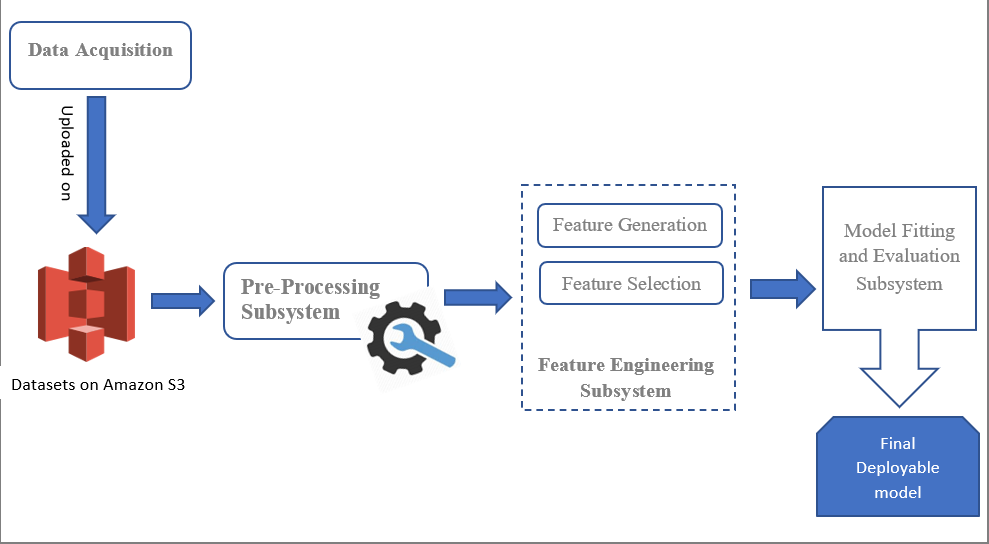 Data Acquisition
Uploaded on
Datasets on Amazon S3
Pre-Processing
Subsystem
Feature Generation
Feature Selection
Feature Engineering
Subsystem
Model Fitting
and Evaluation
Subsystem
Final
Deployable
model